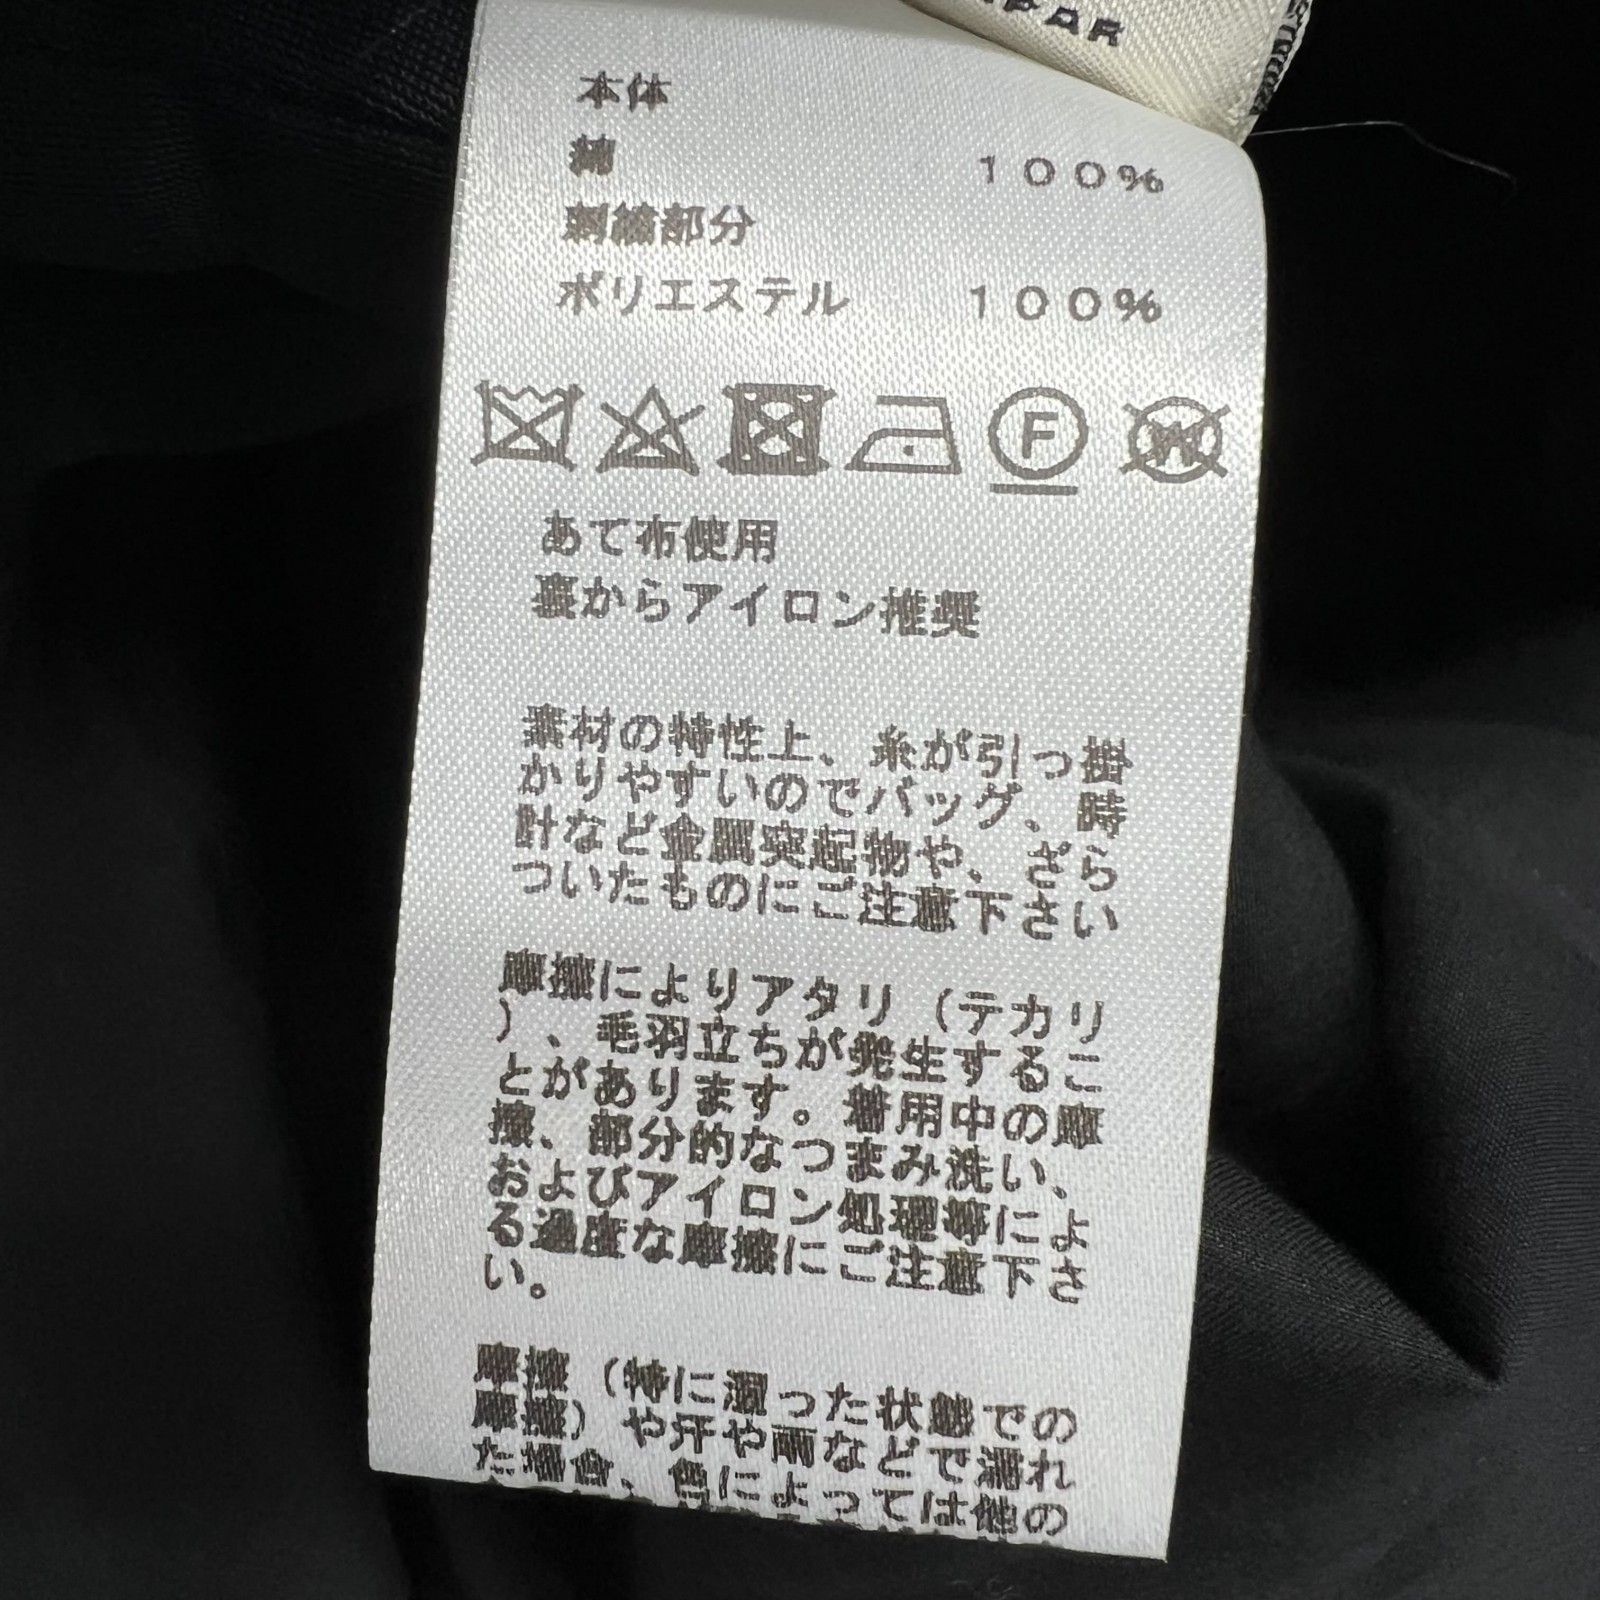 本体
綿 100%
刺繍部分
ポリエステル 100%
F
W
あて布使用
裏からアイロン推奨
素材の特性上、糸が引っ掛
かりやすいのでバッグ、時
計など金属突起物や、ざら
ついたものにご注意下さい
摩擦によりアタリ（テカリ
）、毛羽立ちが発生するこ
とがあります。着用中の摩
擦、部分的なつまみ洗い、
およびアイロン処理等によ
る過度な摩擦にご注意下さ
い。
摩擦（特に湿った状態での
摩擦）や汗や雨などで濡れ
た場合、色によっては他の